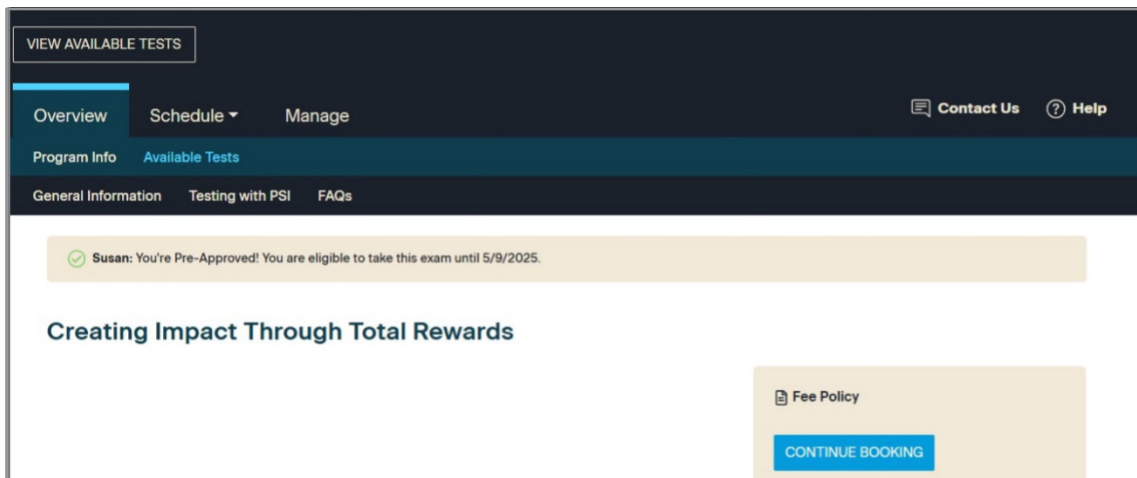 VIEW AVAILABLE TESTS
Overview Schedule Manage Contact Us Help
Program Info Available Tests
General Information Testing with PSI FAQs
Susan: You're Pre-Approved! You are eligible to take this exam until 5/9/2025.
Creating Impact Through Total Rewards
Fee Policy
CONTINUE BOOKING